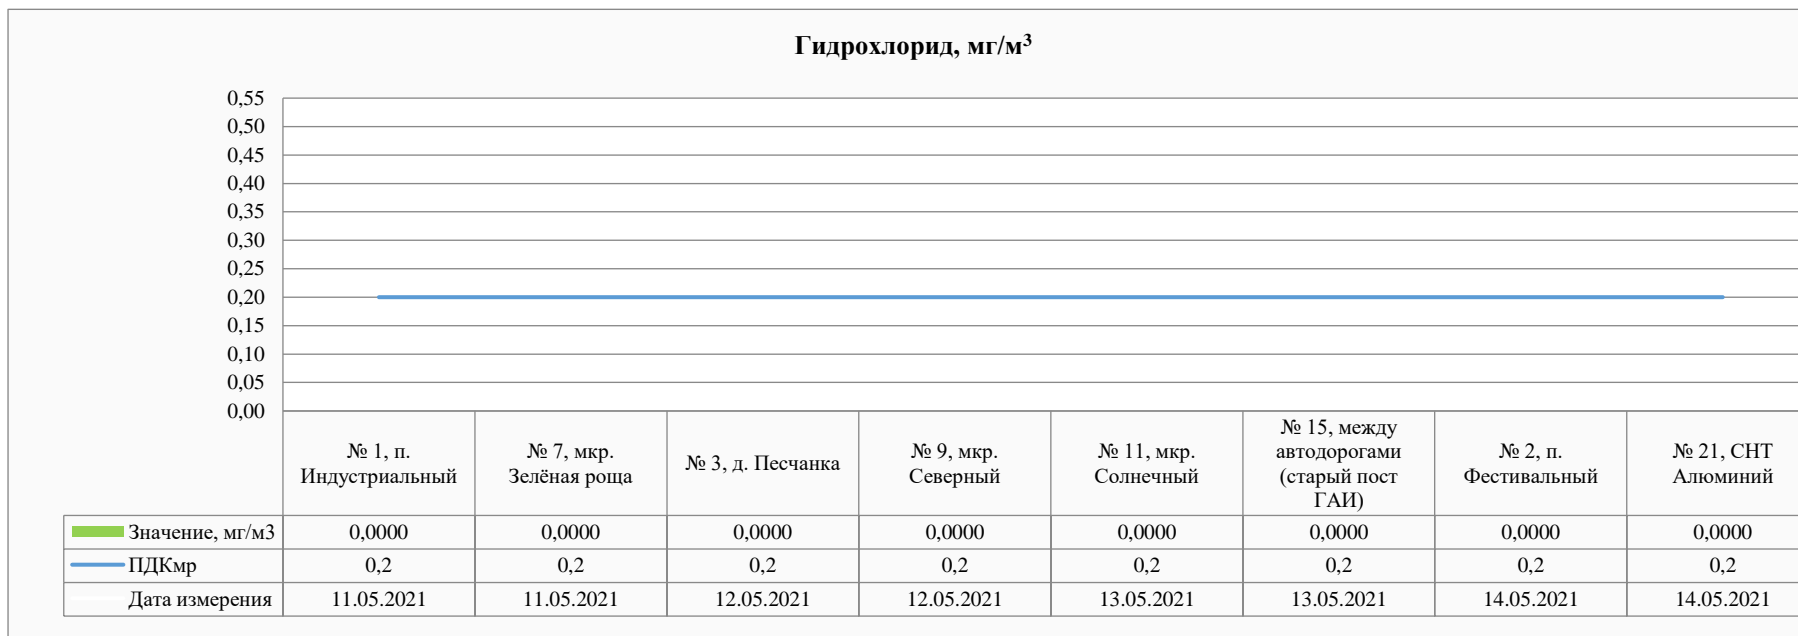 Гидрохлорид, мг/м³
0,55
0,50
0,45
0,40
0,35
0,30
0,25
0,20
0,15
0,10
0,05
0,00
№ 1, п.
Индустриальный
№ 7, мкр.
Зелёная роща
№ 3, д. Песчанка
№ 9, мкр.
Северный
№ 11, мкр.
Солнечный
№ 15, между
автодорогами
(старый пост
ГАИ)
№ 2, п.
Фестивальный
№ 21, СНТ
Алюминий
Значение, мг/м3 0,0000 0,0000 0,0000 0,0000 0,0000 0,0000 0,0000 0,0000
ПДКмр 0,2 0,2 0,2 0,2 0,2 0,2 0,2 0,2
Дата измерения 11.05.2021 11.05.2021 12.05.2021 12.05.2021 13.05.2021 13.05.2021 14.05.2021 14.05.2021